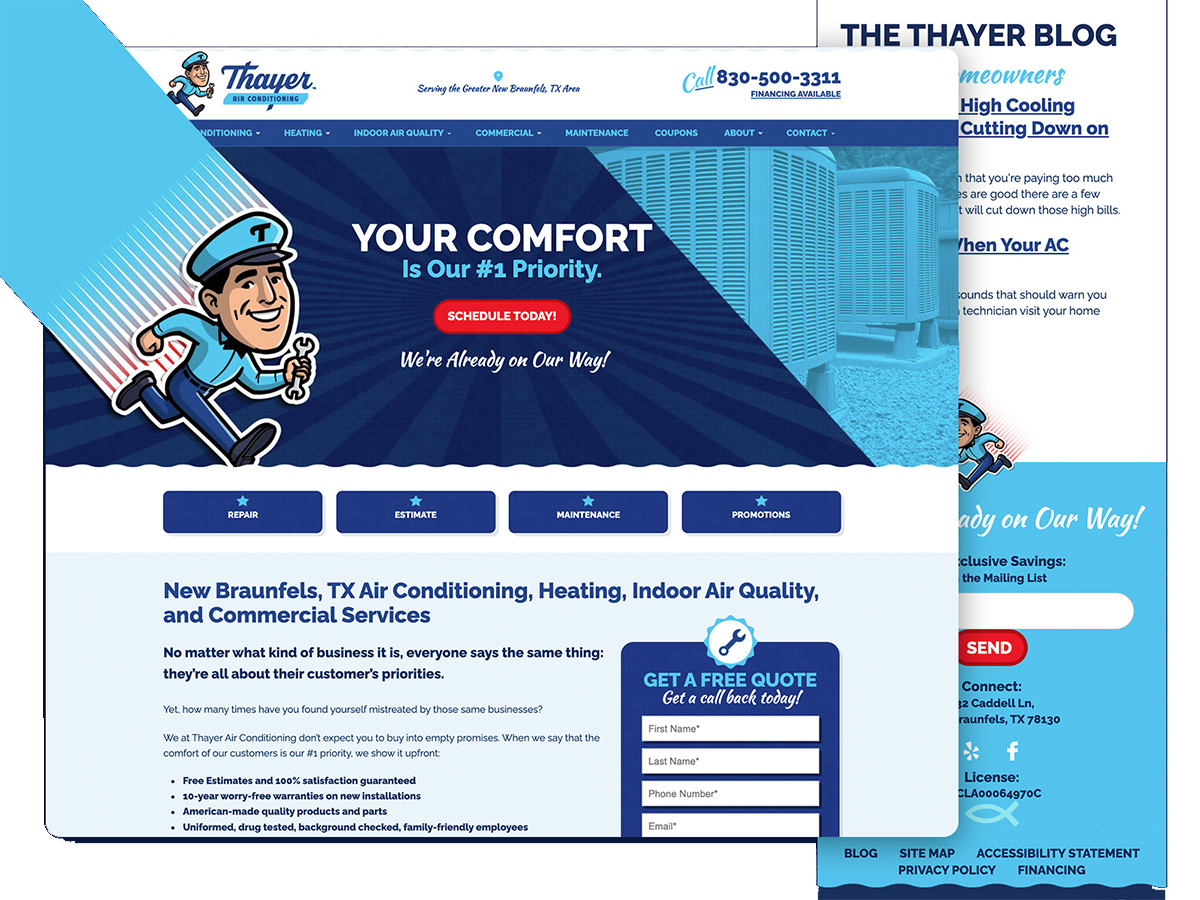 Thayer
AIR CONDITIONING
Serving the Greater New Braunfels, TX Area
Call 830-500-3311
FINANCING AVAILABLE
HEATING
INDOOR AIR QUALITY
COMMERCIAL
MAINTENANCE
COUPONS
ABOUT
CONTACT
T
YOUR COMFORT
Is Our #1 Priority.
SCHEDULE TODAY!
We're Already on Our Way!
REPAIR
ESTIMATE
MAINTENANCE
PROMOTIONS
New Braunfels, TX Air Conditioning, Heating, Indoor Air Quality,
and Commercial Services
No matter what kind of business it is, everyone says the same thing:
they're all about their customer's priorities.
Yet, how many times have you found yourself mistreated by those same businesses?
We at Thayer Air Conditioning don't expect you to buy into empty promises. When we say that the
comfort of our customers is our #1 priority, we show it upfront:
• Free Estimates and 100% satisfaction guaranteed
• 10-year worry-free warranties on new installations
• American-made quality products and parts
• Uniformed, drug tested, background checked, family-friendly employees
GET A FREE QUOTE
Get a call back today!
First Name*
Last Name*
Phone Number*
Email*
THE THAYER BLOG
High Cooling
Cutting Down on
that you're paying too much
are good there are a few
will cut down those high bills.
When Your AC
sounds that should warn you
technician visit your home
on Our Way!
Savings:
the Mailing List
SEND
Connect:
Caddell Ln,
TX 78130
License:
CLA00064970C
BLOG
SITE MAP
ACCESSIBILITY STATEMENT
PRIVACY POLICY
FINANCING